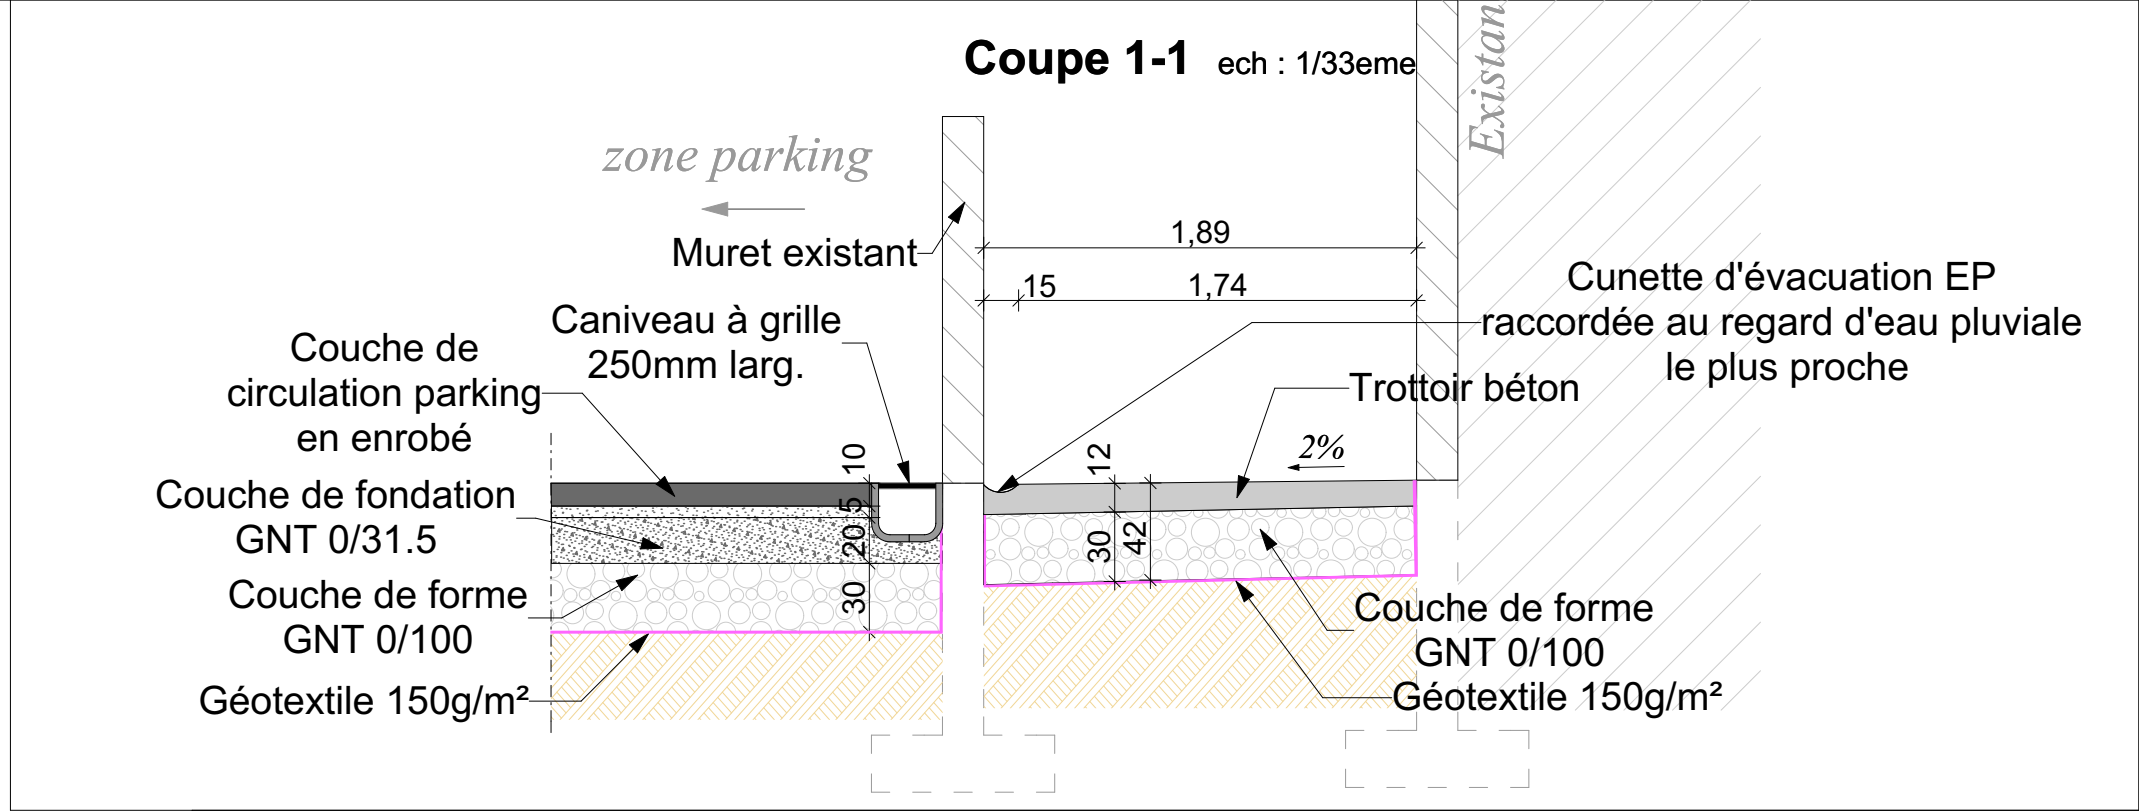 Coupe 1-1 ech : 1/33eme
Existan
zone parking
Muret existant
1,89
15
1,74
Cunette d'évacuation EP
raccordée au regard d'eau pluviale
le plus proche
Caniveau à grille
250mm larg.
Couche de
circulation parking
en enrobé
Trottoir béton
2%
10
5
20
30
12
30
42
Couche de fondation
GNT 0/31.5
Couche de forme
GNT 0/100
Géotextile 150g/m²
Couche de forme
GNT 0/100
Géotextile 150g/m²